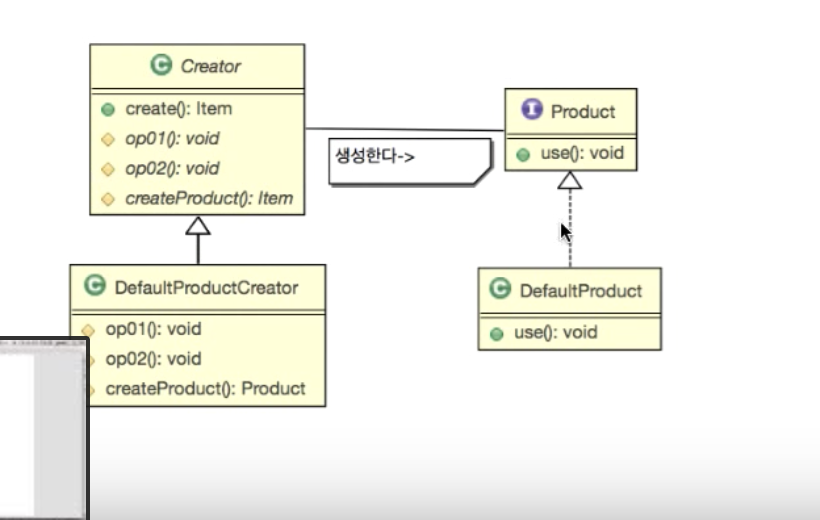 C Creator
create(): Item
op01(): void
op02(): void
createProduct(): Item
생성한다->
I Product
use(): void
C DefaultProductCreator
op01(): void
op02(): void
createProduct(): Product
C DefaultProduct
use(): void